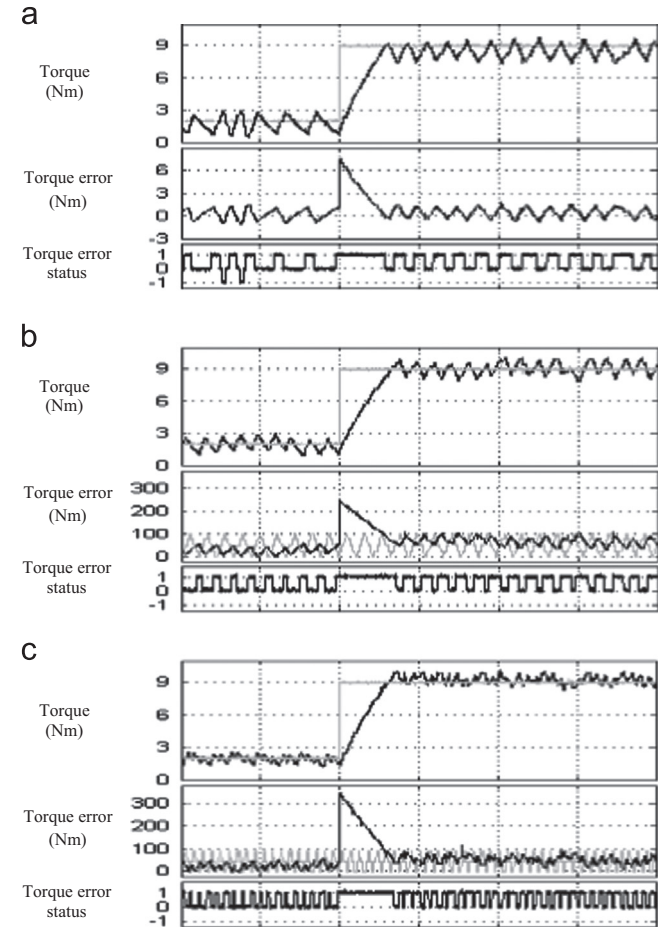 a
9
6
3
0
Torque
(Nm)
6
3
0
-3
Torque error
(Nm)
1
0
-1
Torque error
status
b
9
6
3
0
Torque
(Nm)
300
200
100
0
Torque error
(Nm)
1
0
-1
Torque error
status
c
9
6
3
0
Torque
(Nm)
300
200
100
0
Torque error
(Nm)
1
0
-1
Torque error
status